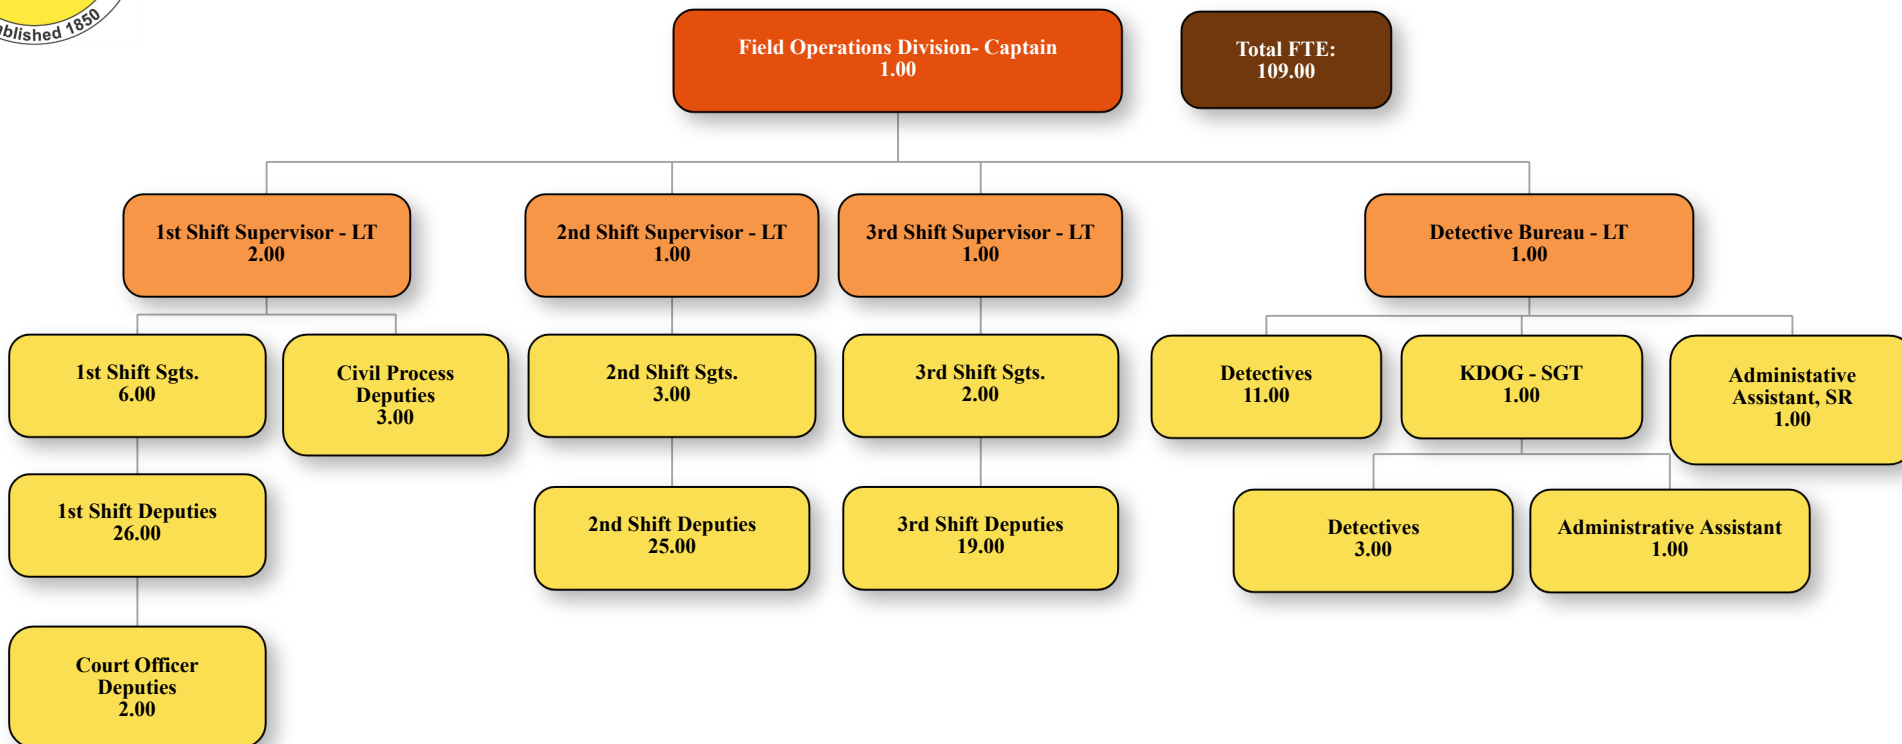 1850
Field Operations Division- Captain
1.00
Total FTE:
109.00
1st Shift Supervisor - LT
2.00
2nd Shift Supervisor - LT
1.00
3rd Shift Supervisor - LT
1.00
Detective Bureau - LT
1.00
1st Shift Sgts.
6.00
Civil Process
Deputies
3.00
2nd Shift Sgts.
3.00
3rd Shift Sgts.
2.00
Detectives
11.00
KDOG - SGT
1.00
Administative
Assistant, SR
1.00
1st Shift Deputies
26.00
2nd Shift Deputies
25.00
3rd Shift Deputies
19.00
Detectives
3.00
Administrative Assistant
1.00
Court Officer
Deputies
2.00